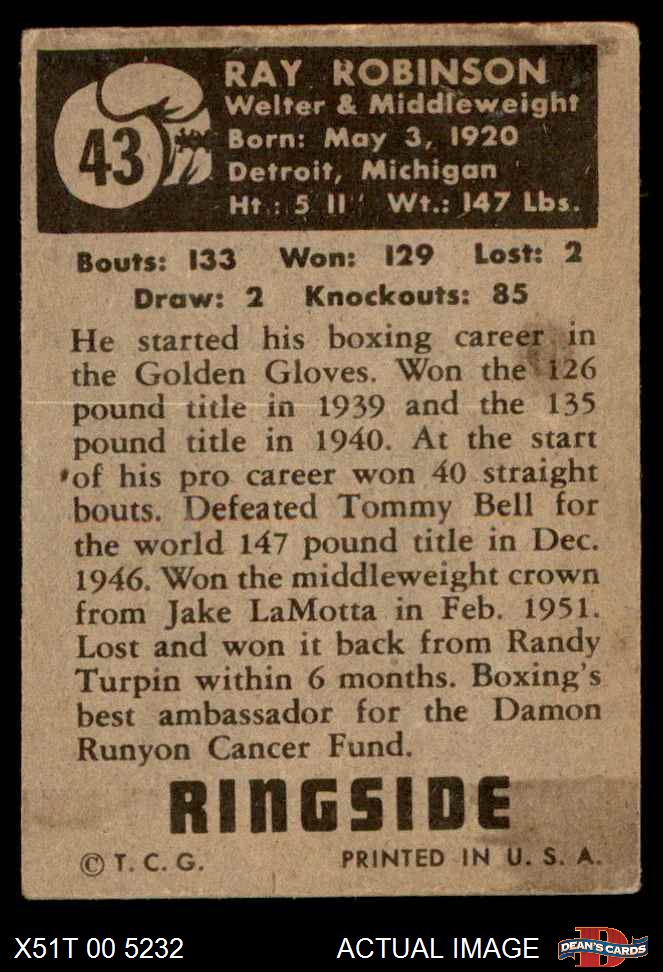 43
RAY ROBINSON
Welter & Middleweight
Born: May 3, 1920
Detroit, Michigan
Ht.: 5 11" Wt.: 147 Lbs.
Bouts: 133 Won: 129 Lost: 2
Draw: 2 Knockouts: 85
He started his boxing career in
the Golden Gloves. Won the 126
pound title in 1939 and the 135
pound title in 1940. At the start
of his pro career won 40 straight
bouts. Defeated Tommy Bell for
the world 147 pound title in Dec.
1946. Won the middleweight crown
from Jake LaMotta in Feb. 1951.
Lost and won it back from Randy
Turpin within 6 months. Boxing's
best ambassador for the Damon
Runyon Cancer Fund.
RINGSIDE
© T. C. G. PRINTED IN U. S. A.
X51T 00 5232 ACTUAL IMAGE DEAN'S CARDS